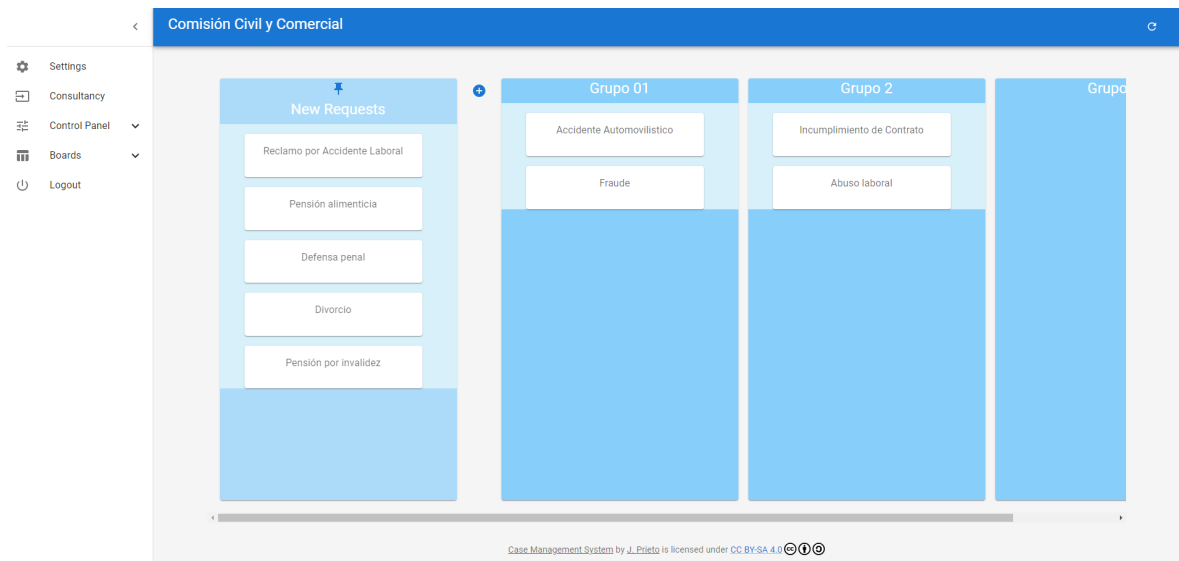 Comisión Civil y Comercial
Settings
Consultancy
Control Panel
Boards
Logout
New Requests
Reclamo por Accidente Laboral
Pensión alimenticia
Defensa penal
Divorcio
Pensión por invalidez
Grupo 01
Accidente Automovilistico
Fraude
Grupo 2
Incumplimiento de Contrato
Abuso laboral
Grupo
Case Management System by J. Prieto is licensed under CC BY-SA 4.0